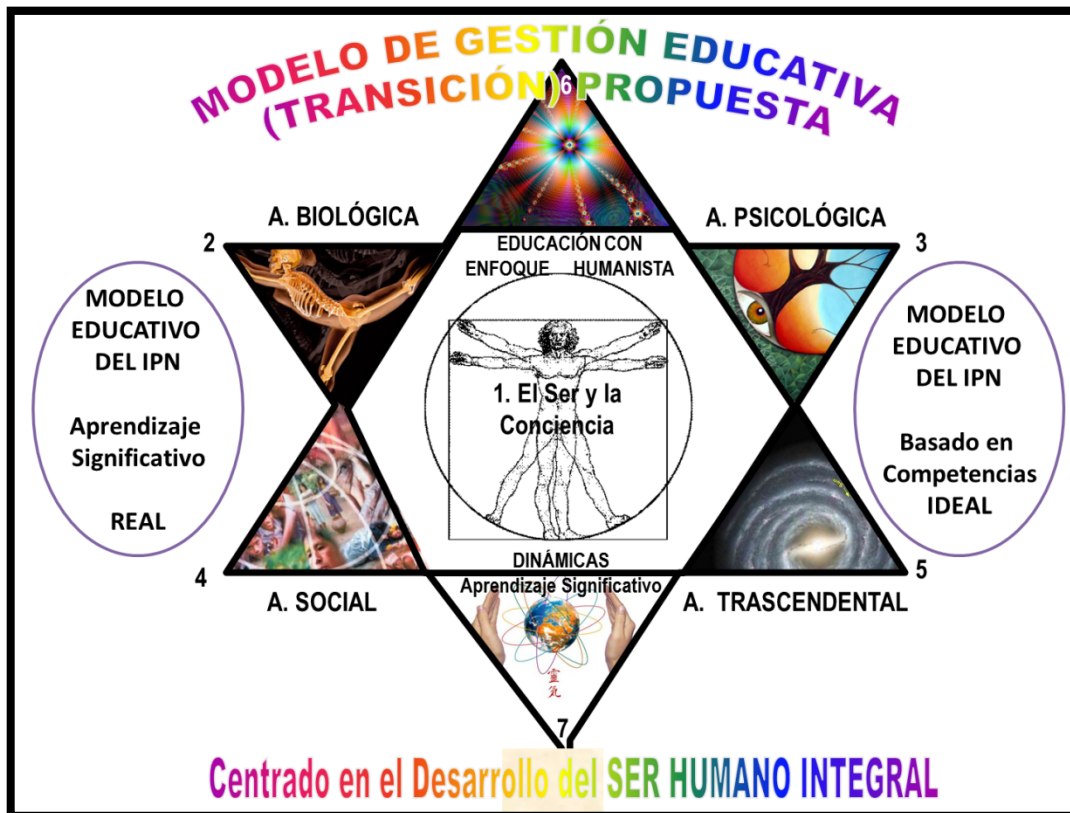 MODELO DE GESTIÓN EDUCATIVA
(TRANSICIÓN) PROPUESTA
6
A. BIOLÓGICA
A. PSICOLÓGICA
2
3
EDUCACIÓN CON
ENFOQUE HUMANISTA
MODELO
EDUCATIVO
DEL IPN
Aprendizaje
Significativo
REAL
1. El Ser y la
Conciencia
MODELO
EDUCATIVO
DEL IPN
Basado en
Competencias
IDEAL
DINÁMICAS
Aprendizaje Significativo
4
5
A. SOCIAL
A. TRASCENDENTAL
靈
氣
7
Centrado en el Desarrollo del SER HUMANO INTEGRAL